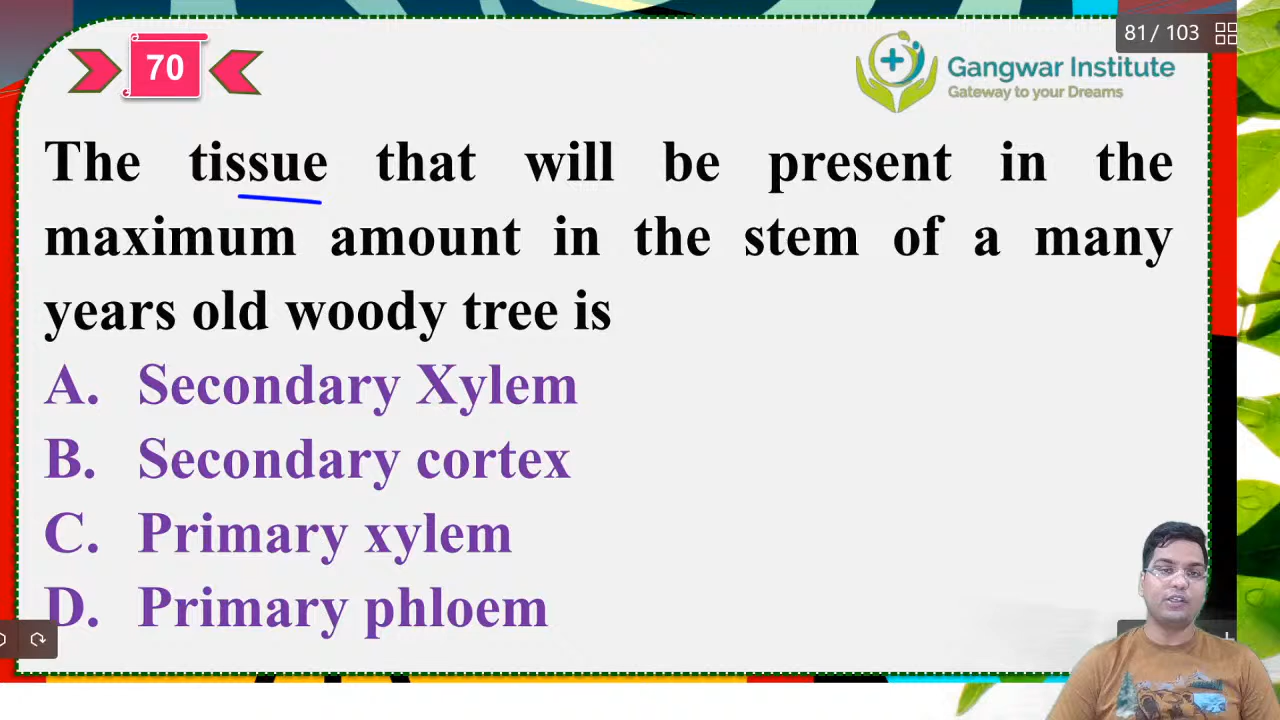 81 / 103
70
Gangwar Institute
Gateway to your Dreams
The tissue that will be present in the
maximum amount in the stem of a many
years old woody tree is
A. Secondary Xylem
B. Secondary cortex
C. Primary xylem
D. Primary phloem